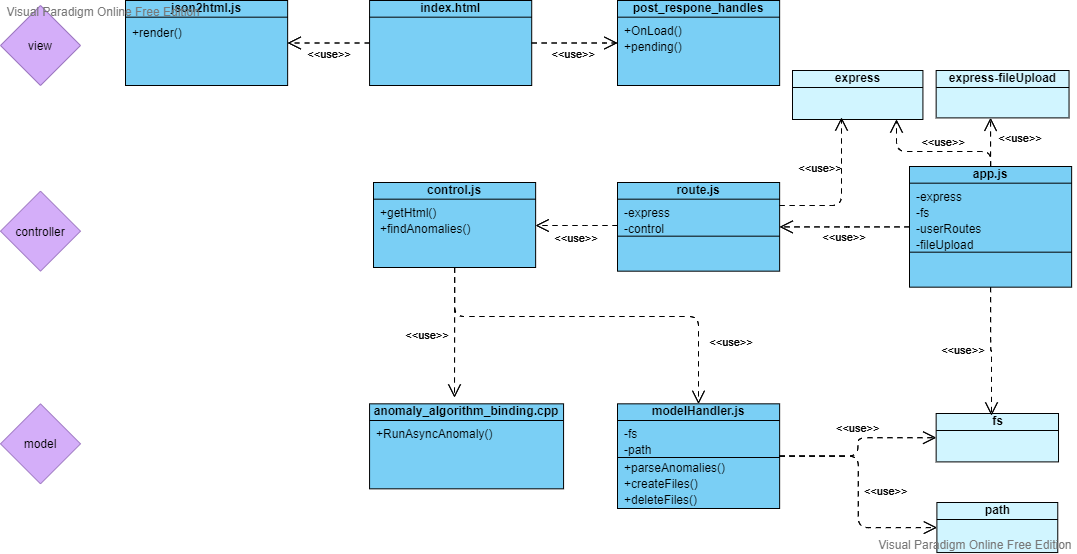 Visual Paradigm Online Free Edition
view
json2html.js
+render()
<<use>>
index.html
<<use>>
post_respone_handles
+OnLoad()
+pending()
express
express-fileUpload
<<use>>
<<use>>
<<use>>
controller
control.js
+getHtml()
+findAnomalies()
<<use>>
route.js
-express
-control
<<use>>
app.js
-express
-fs
-userRoutes
-fileUpload
<<use>>
<<use>>
<<use>>
model
anomaly_algorithm_binding.cpp
+RunAsyncAnomaly()
modelHandler.js
-fs
-path
+parseAnomalies()
+createFiles()
+deleteFiles()
<<use>>
<<use>>
fs
path
Visual Paradigm Online Free Edition